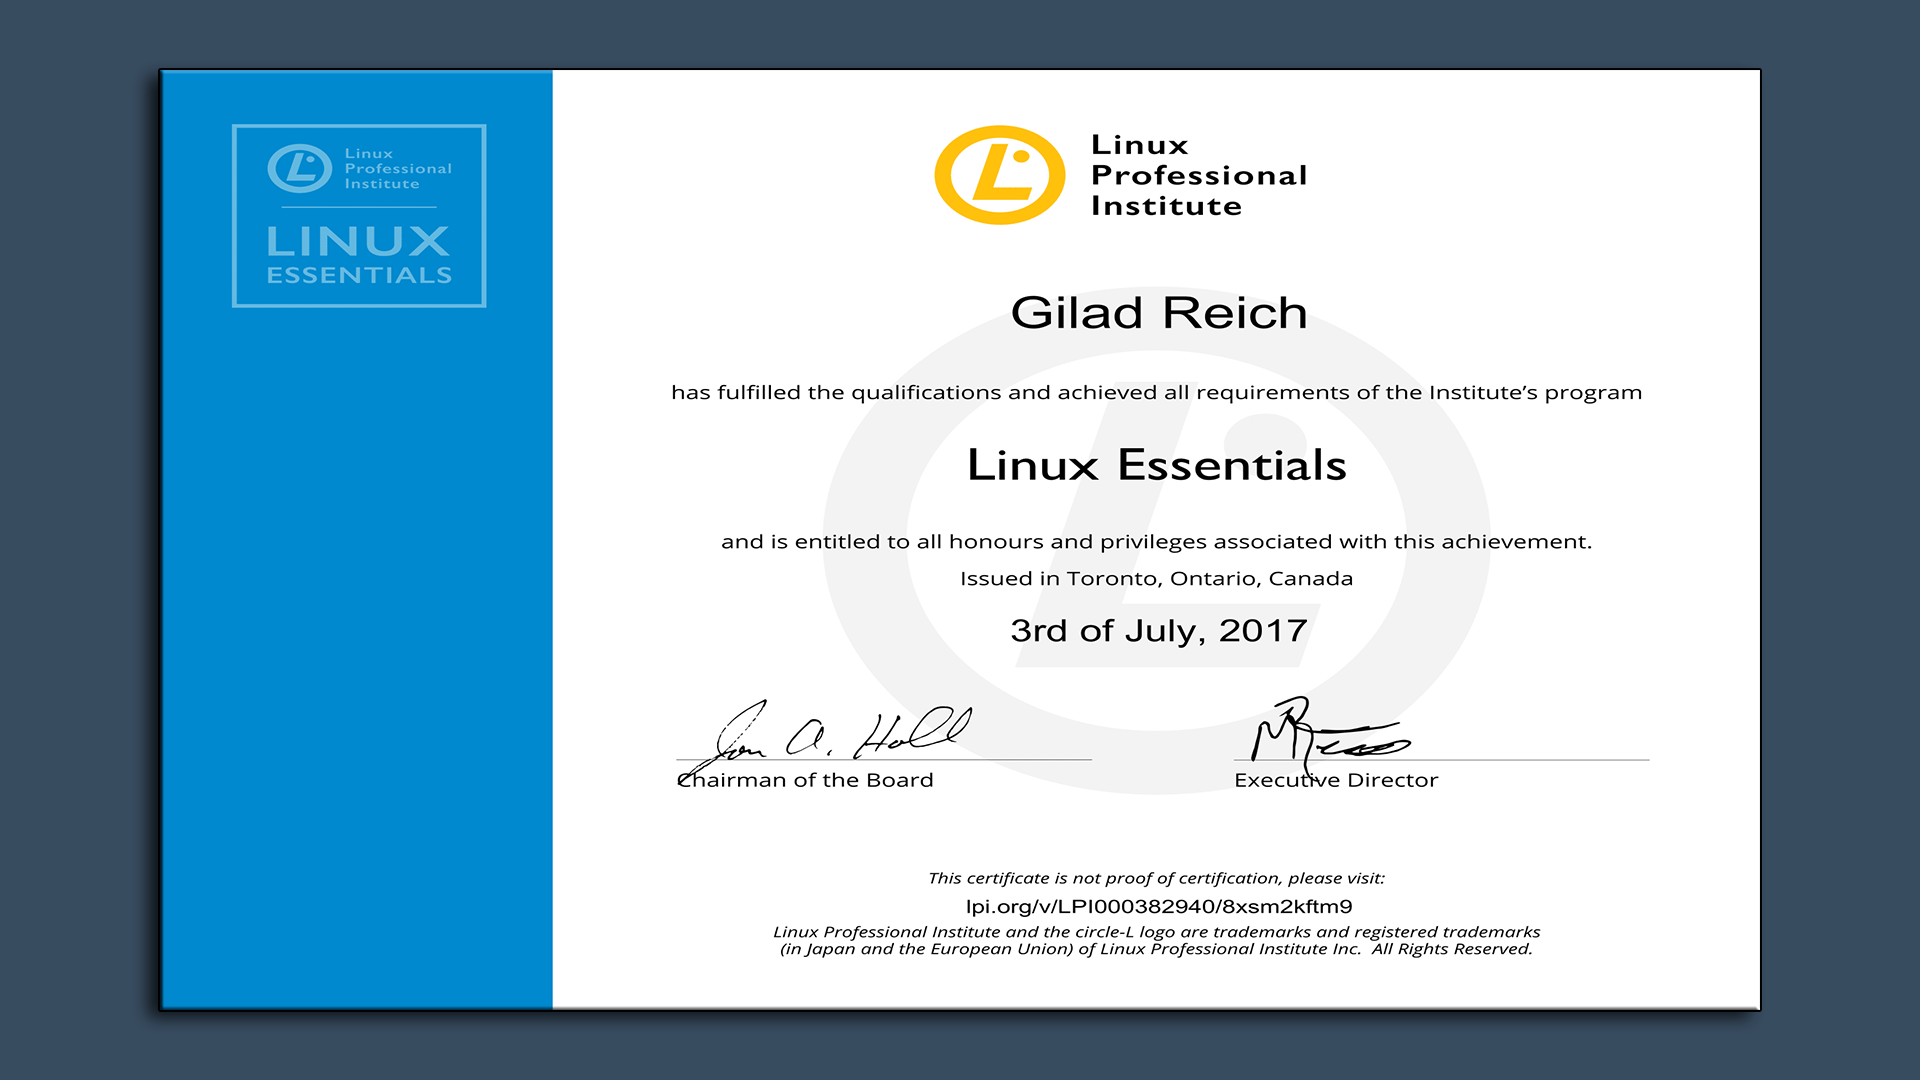 Linux
Professional
Institute
LINUX
ESSENTIALS
Linux
Professional
Institute
Gilad Reich
has fulfilled the qualifications and achieved all requirements of the Institute’s program
Linux Essentials
and is entitled to all honours and privileges associated with this achievement.
Issued in Toronto, Ontario, Canada
3rd of July, 2017
Jon A. Hall
Chairman of the Board
Executive Director
This certificate is not proof of certification, please visit:
lpi.org/v/LPI000382940/8xsm2kftm9
Linux Professional Institute and the circle-L logo are trademarks and registered trademarks
(in Japan and the European Union) of Linux Professional Institute Inc. All Rights Reserved.